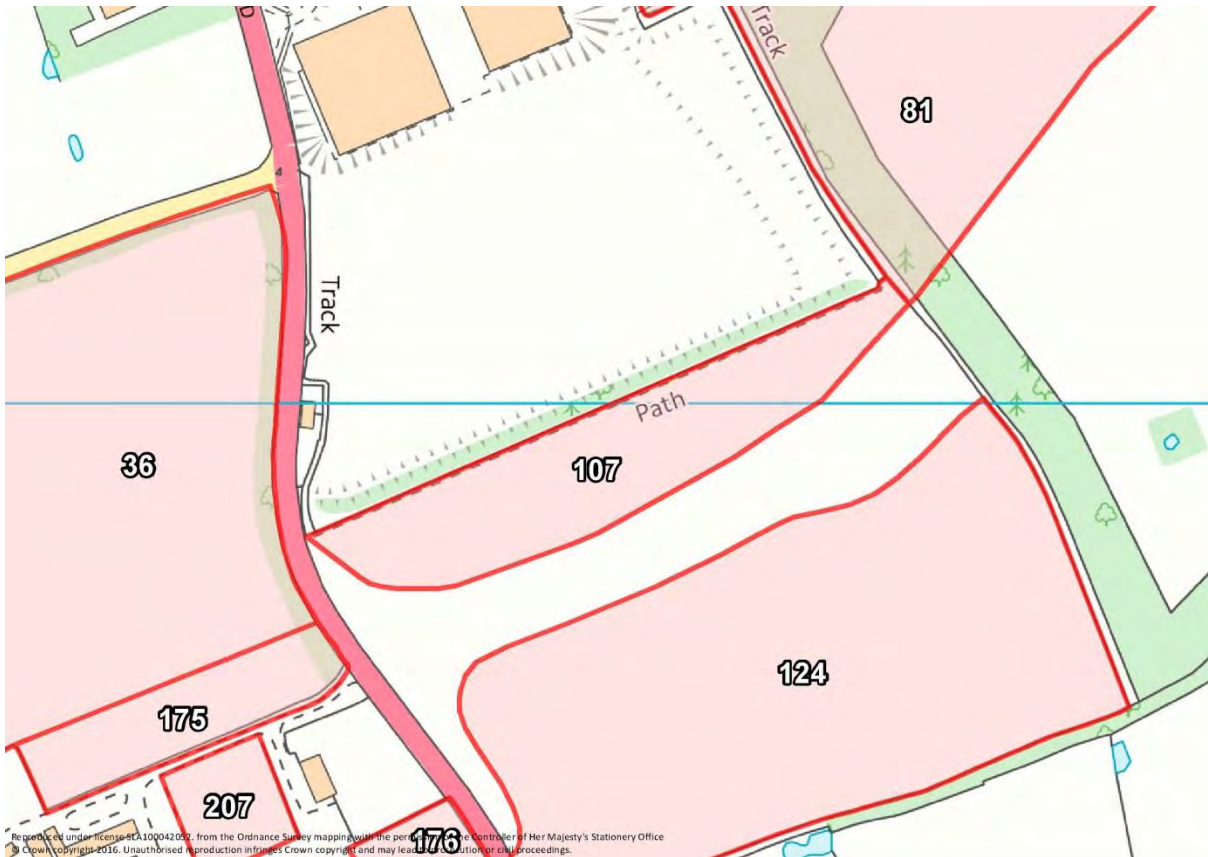 D
Track
81
4
Track
Path
36
107
124
175
207
176
Reproduced under license SLA100042052. from the Ordnance Survey mapping with the permission of the Controller of Her Majesty's Stationery Office
© Crown copyright 2016. Unauthorised reproduction infringes Crown copyright and may lead to prosecution or civil proceedings.